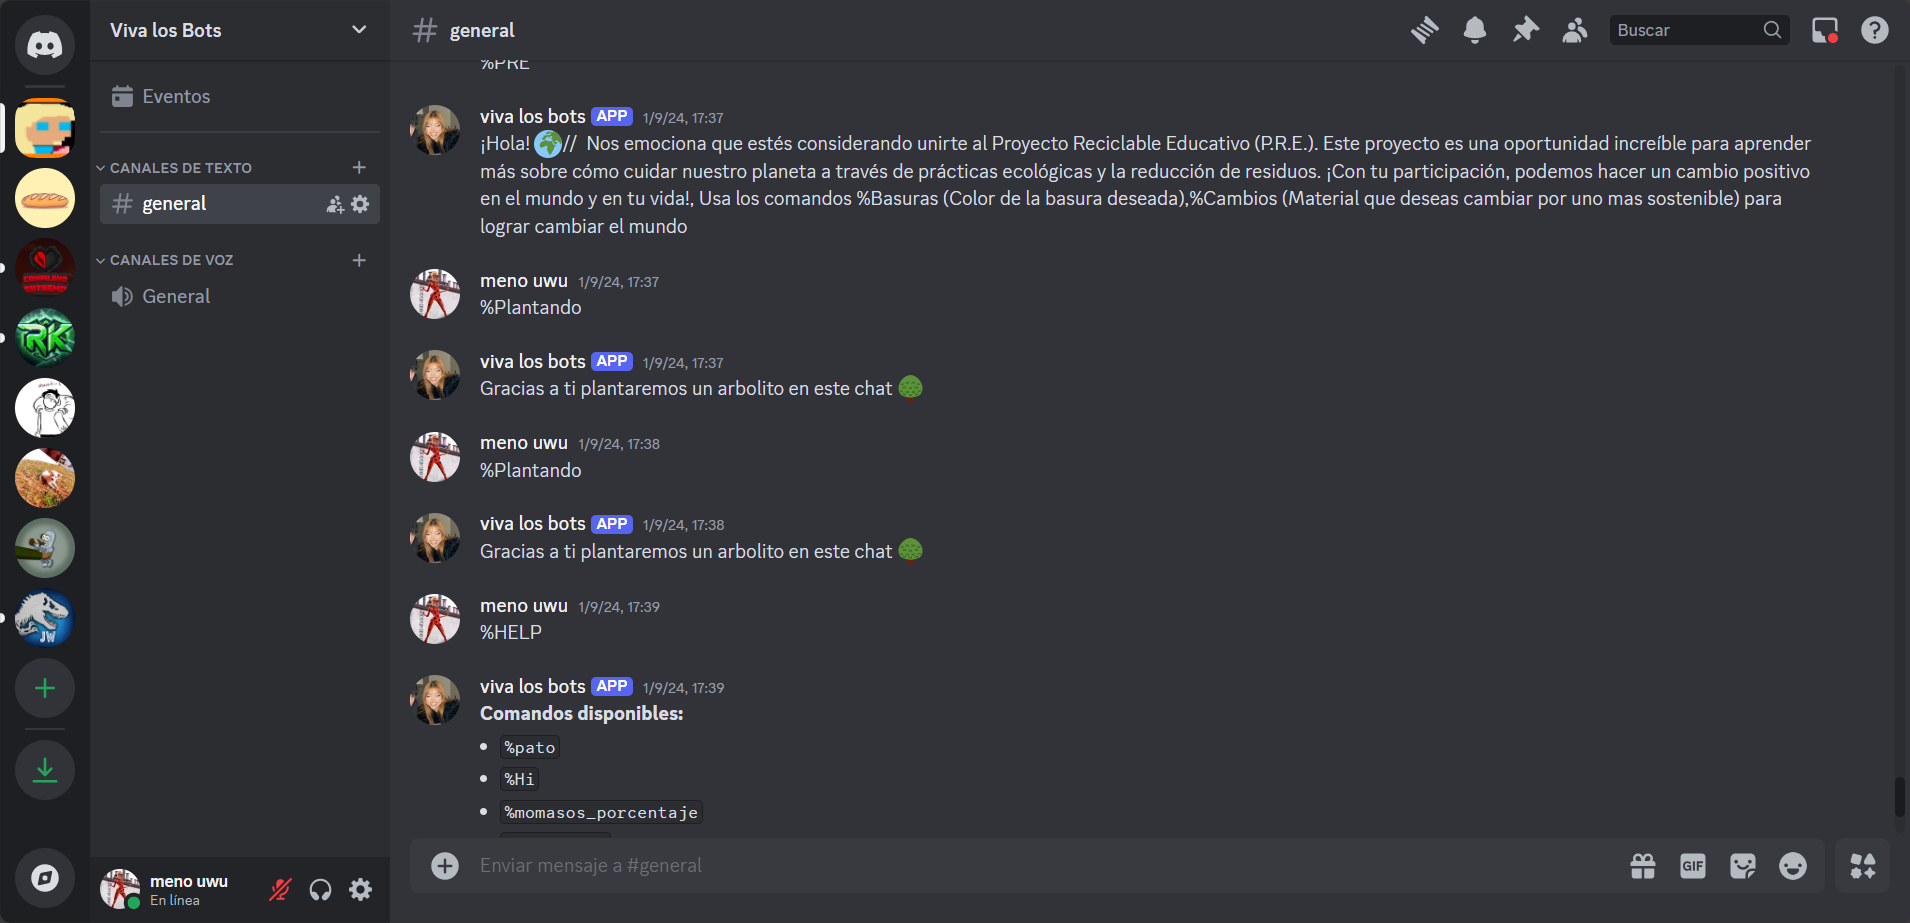 Viva los Bots
general
Buscar
Eventos
CANALES DE TEXTO
general
CANALES DE VOZ
General
%PRE
viva los bots APP 1/9/24, 17:37
¡Hola! 🌍// Nos emociona que estés considerando unirte al Proyecto Reciclable Educativo (P.R.E.). Este proyecto es una oportunidad increíble para aprender
más sobre cómo cuidar nuestro planeta a través de prácticas ecológicas y la reducción de residuos. ¡Con tu participación, podemos hacer un cambio positivo
en el mundo y en tu vida!, Usa los comandos %Basuras (Color de la basura deseada),%Cambios (Material que deseas cambiar por uno mas sostenible) para
lograr cambiar el mundo
meno uwu 1/9/24, 17:37
%Plantando
viva los bots APP 1/9/24, 17:37
Gracias a ti plantaremos un arbolito en este chat 🌳
meno uwu 1/9/24, 17:38
%Plantando
viva los bots APP 1/9/24, 17:38
Gracias a ti plantaremos un arbolito en este chat 🌳
meno uwu 1/9/24, 17:39
%HELP
viva los bots APP 1/9/24, 17:39
Comandos disponibles:
• %pato
• %Hi
• %momasos_porcentaje
Enviar mensaje a #general
GIF
meno uwu
En línea
RK
JW